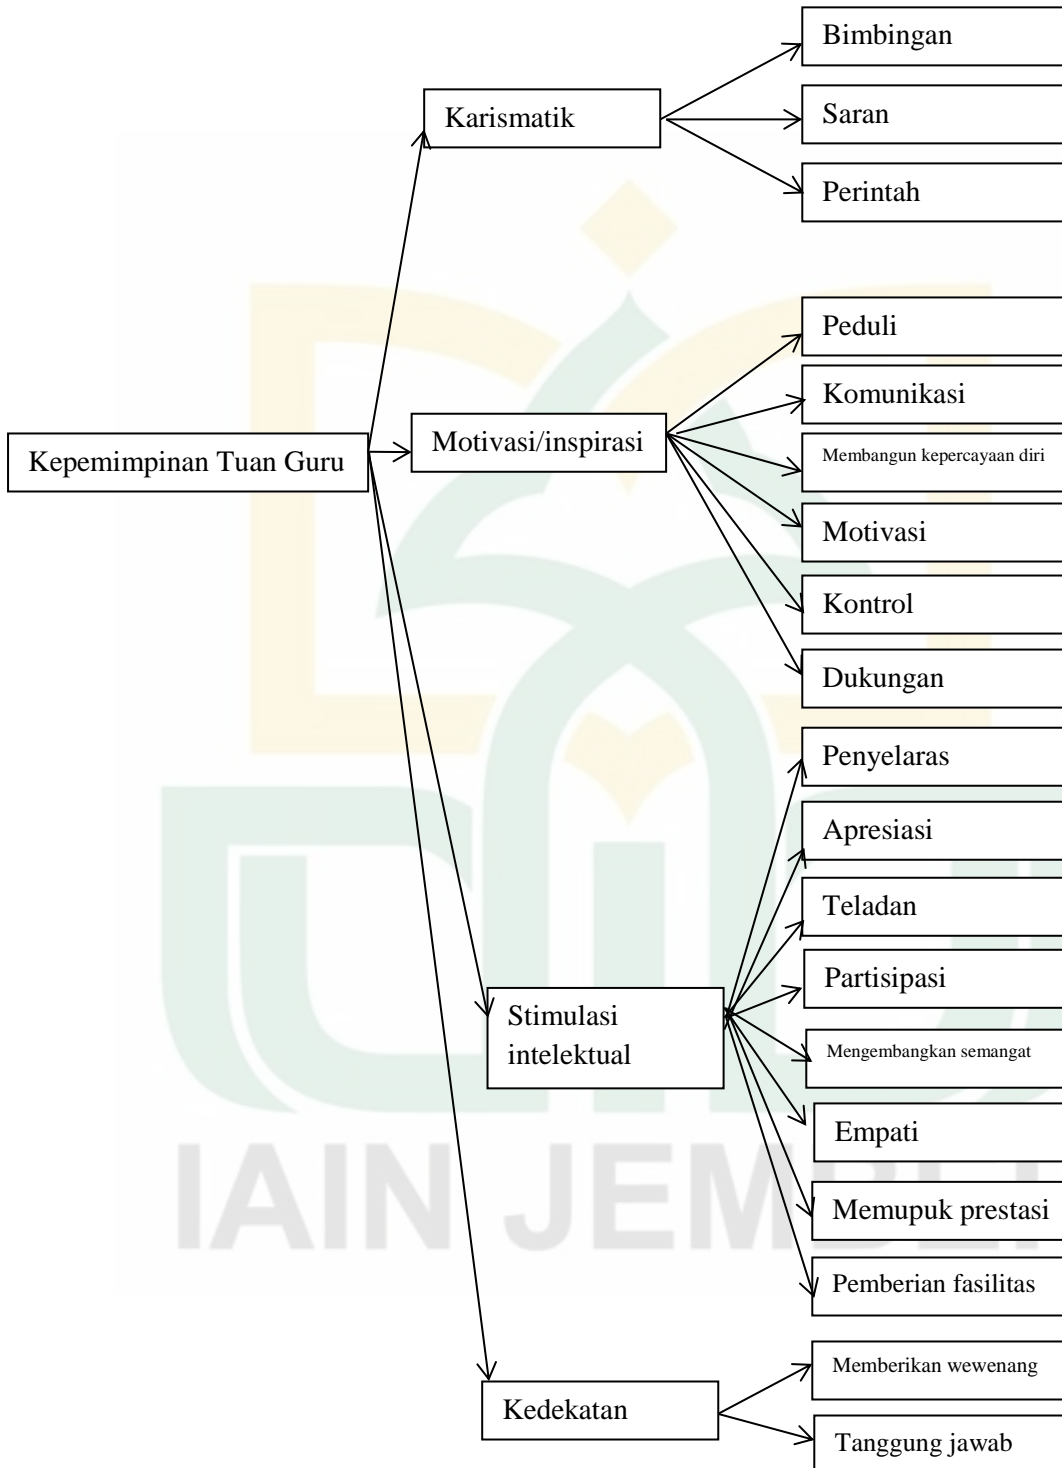 Bimbingan
Karismatik
Saran
Perintah
Peduli
Komunikasi
Motivasi/inspirasi
Kepemimpinan Tuan Guru
Membangun kepercayaan diri
Motivasi
Kontrol
Dukungan
Penyelaras
Apresiasi
Teladan
Partisipasi
Stimulasi
intelektual
Mengembangkan semangat
Empati
Memupuk prestasi
Pemberian fasilitas
Memberikan wewenang
Kedekatan
Tanggung jawab
IAIN JEMBER